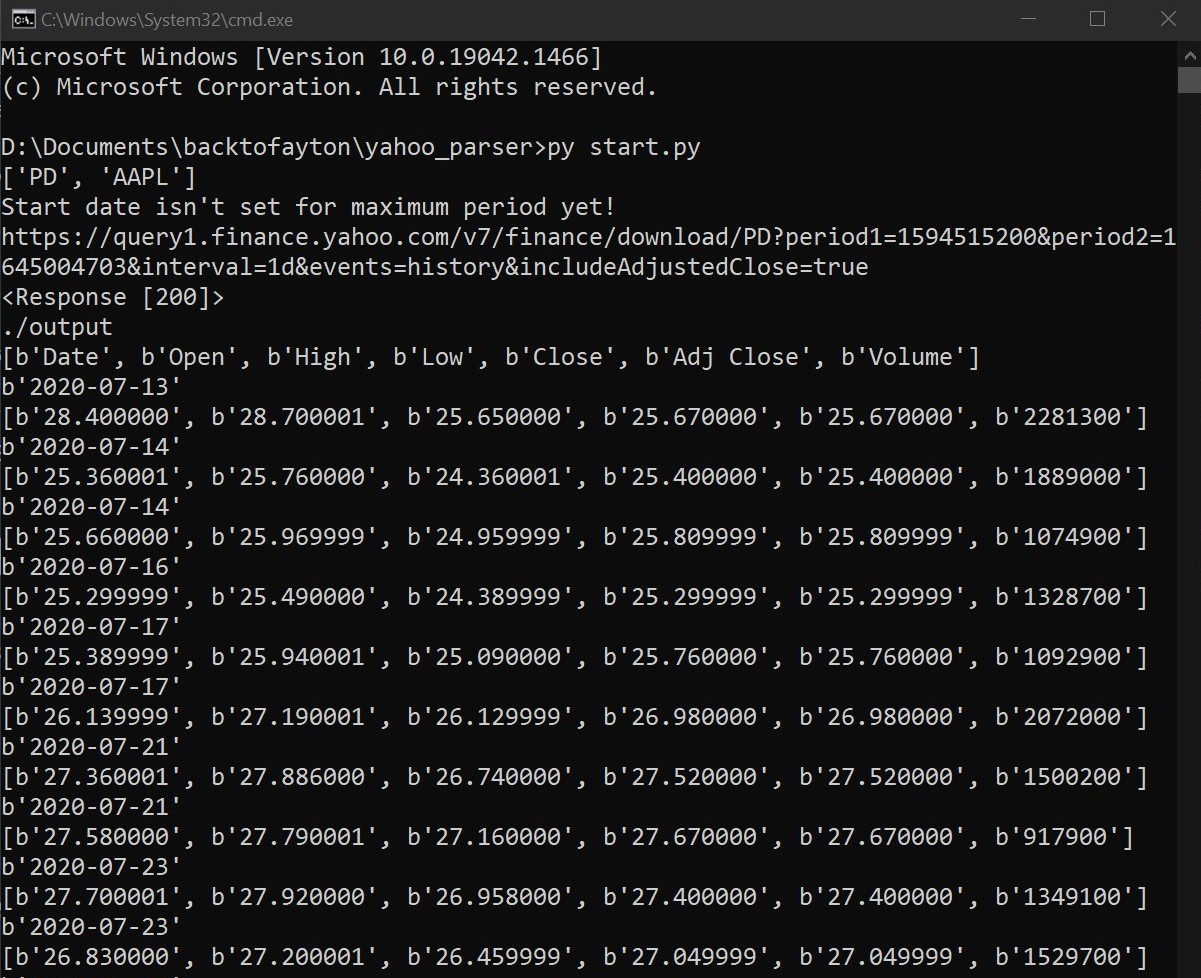 C:\Windows\System32\cmd.exe
Microsoft Windows [Version 10.0.19042.1466]
(c) Microsoft Corporation. All rights reserved.
D:\Documents\backtofayton\yahoo_parser>py start.py
['PD', 'AAPL']
Start date isn't set for maximum period yet!
https://query1.finance.yahoo.com/v7/finance/download/PD?period1=1594515200&period2=1
645004703&interval=1d&events=history&includeAdjustedClose=true
<Response [200]>
./output
[b'Date', b'Open', b'High', b'Low', b'Close', b'Adj Close', b'Volume']
b'2020-07-13'
[b'28.400000', b'28.700001', b'25.650000', b'25.670000', b'25.670000', b'2281300']
b'2020-07-14'
[b'25.360001', b'25.760000', b'24.360001', b'25.400000', b'25.400000', b'1889000']
b'2020-07-14'
[b'25.660000', b'25.969999', b'24.959999', b'25.809999', b'25.809999', b'1074900']
b'2020-07-16'
[b'25.299999', b'25.490000', b'24.389999', b'25.299999', b'25.299999', b'1328700']
b'2020-07-17'
[b'25.389999', b'25.940001', b'25.090000', b'25.760000', b'25.760000', b'1092900']
b'2020-07-17'
[b'26.139999', b'27.190001', b'26.129999', b'26.980000', b'26.980000', b'2072000']
b'2020-07-21'
[b'27.360001', b'27.886000', b'26.740000', b'27.520000', b'27.520000', b'1500200']
b'2020-07-21'
[b'27.580000', b'27.790001', b'27.160000', b'27.670000', b'27.670000', b'917900']
b'2020-07-23'
[b'27.700001', b'27.920000', b'26.958000', b'27.400000', b'27.400000', b'1349100']
b'2020-07-23'
[b'26.830000', b'27.200001', b'26.459999', b'27.049999', b'27.049999', b'1529700']